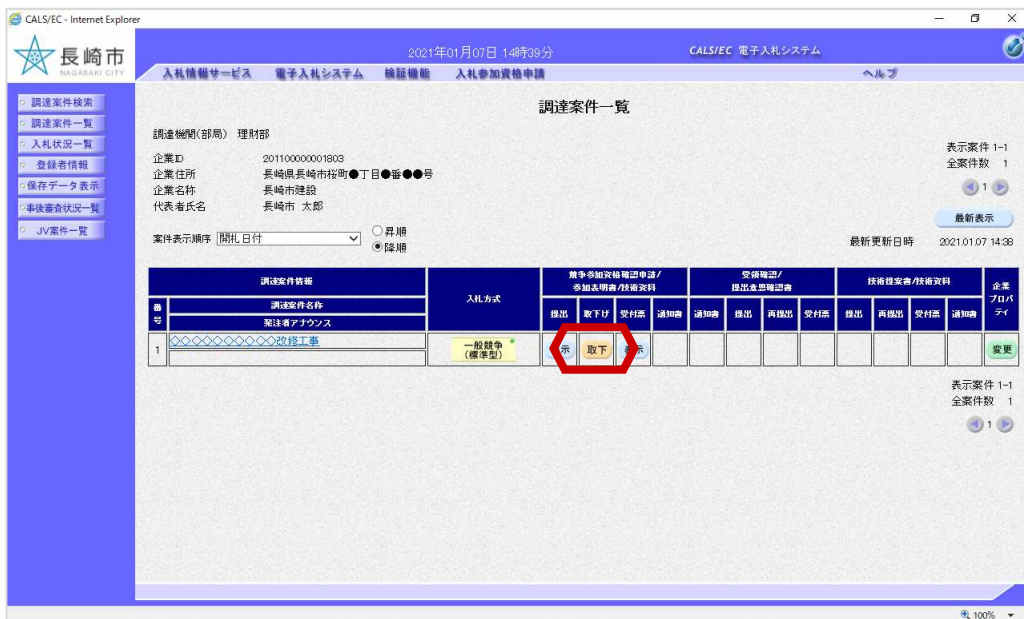 CALS/EC - Internet Explorer
長崎市
NAGASAKI CITY
2021年01月07日 14時39分
CALS/EC 電子入札システム
入札情報サービス 電子入札システム 検証機能 入札参加資格申請 ヘルプ
調達案件検索
調達案件一覧
入札状況一覧
登録者情報
保存データ表示
事後審査状況一覧
JV案件一覧
調達案件一覧
調達機関(部局) 理財部
企業ID 201100000001803
企業住所 長崎県長崎市桜町●丁目●番●●号
企業名称 長崎市建設
代表者氏名 長崎市 太郎
案件表示順序 開札日付
昇順
降順
表示案件 1-1
全案件数 1
1
最新表示
最新更新日時 2021.01.07 14:38
調達案件情報 入札方式 競争参加資格確認申請/参加表明書/技術資料 受領確認/提出意思確認書 技術提案書/技術資料 企業プロパティ
番号 調達案件名称 発注者アナウンス
提出 取下げ 受付票 通知書 通知書 提出 再提出 受付票 提出 再提出 受付票 通知書
1 ◇◇◇◇◇◇◇◇◇◇改修工事 一般競争(標準型) 示 取下 表示 変更
表示案件 1-1
全案件数 1
1
100%